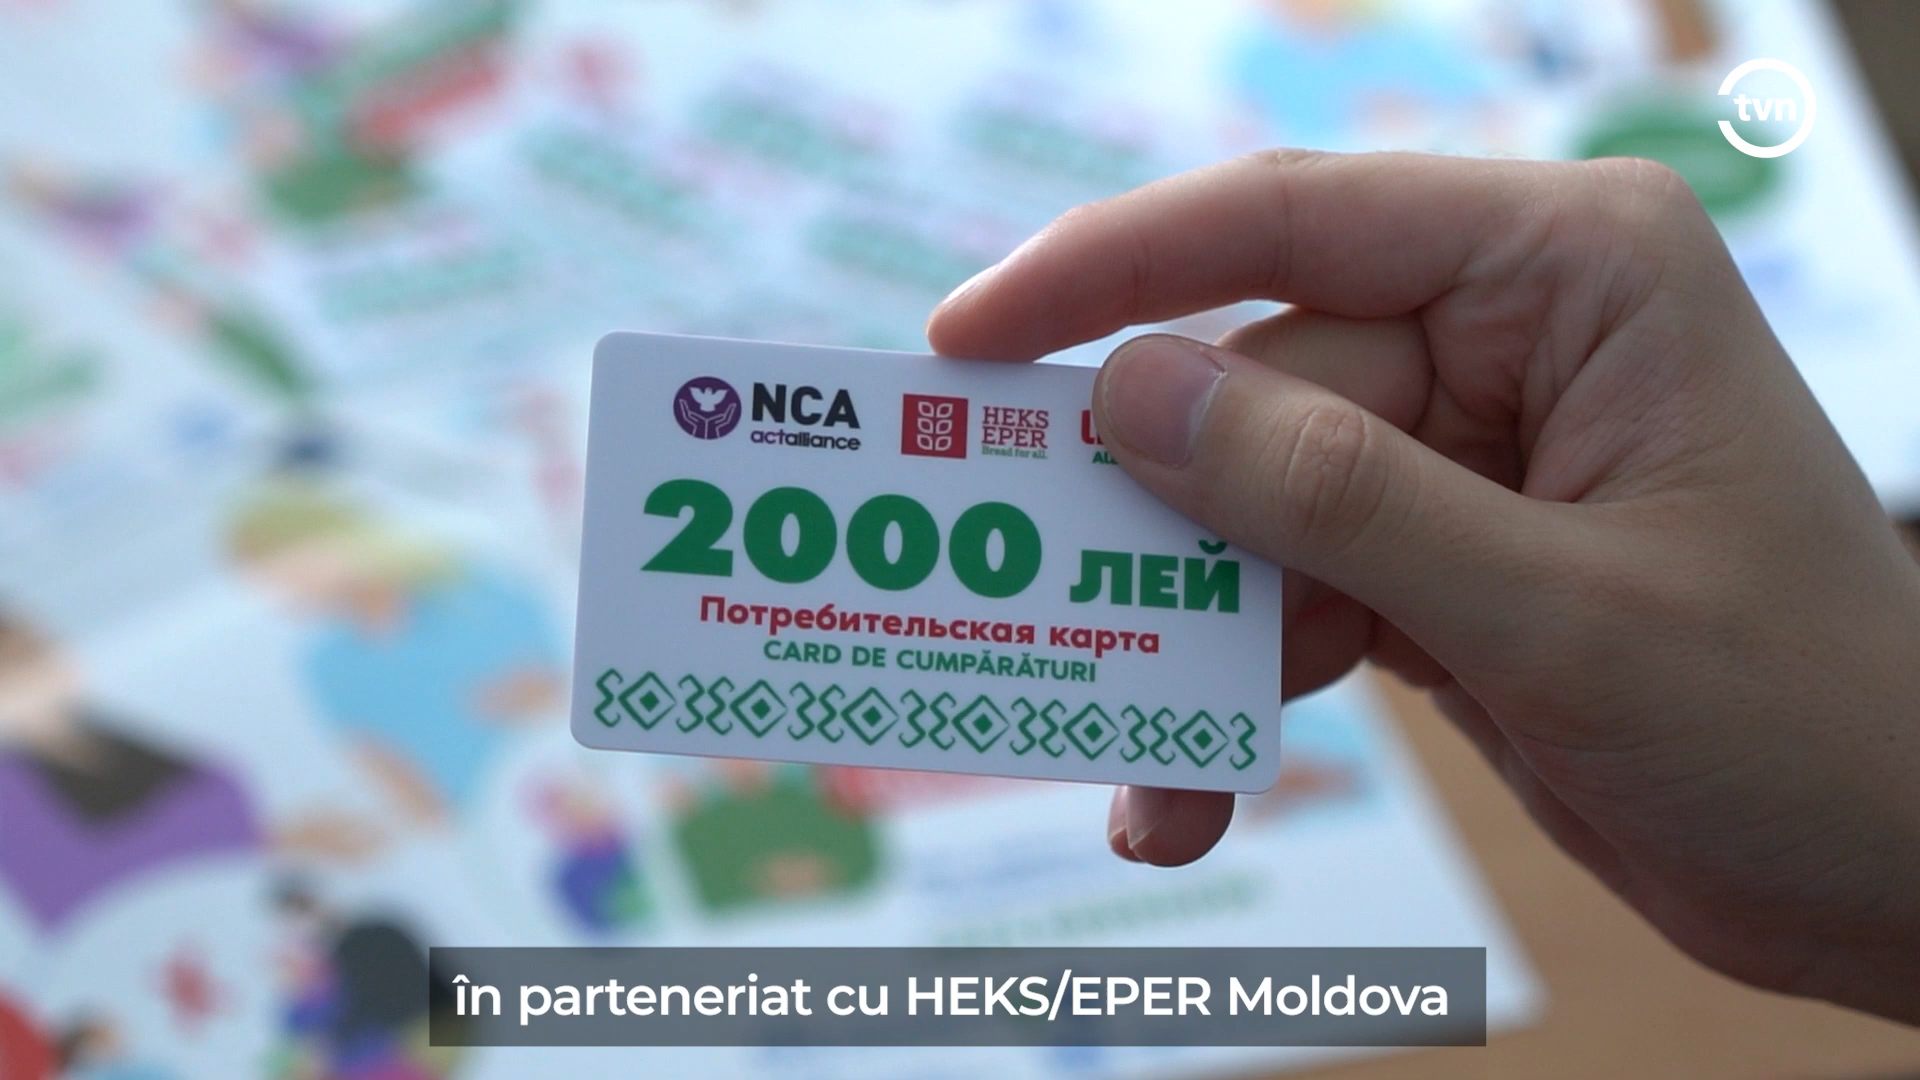 tvn
NCA
actalliance
HEKS
EPER
Bread for all.
2000 лей
Потребительская карта
CARD DE CUMPĂRĂTURI
în parteneriat cu HEKS/EPER Moldova